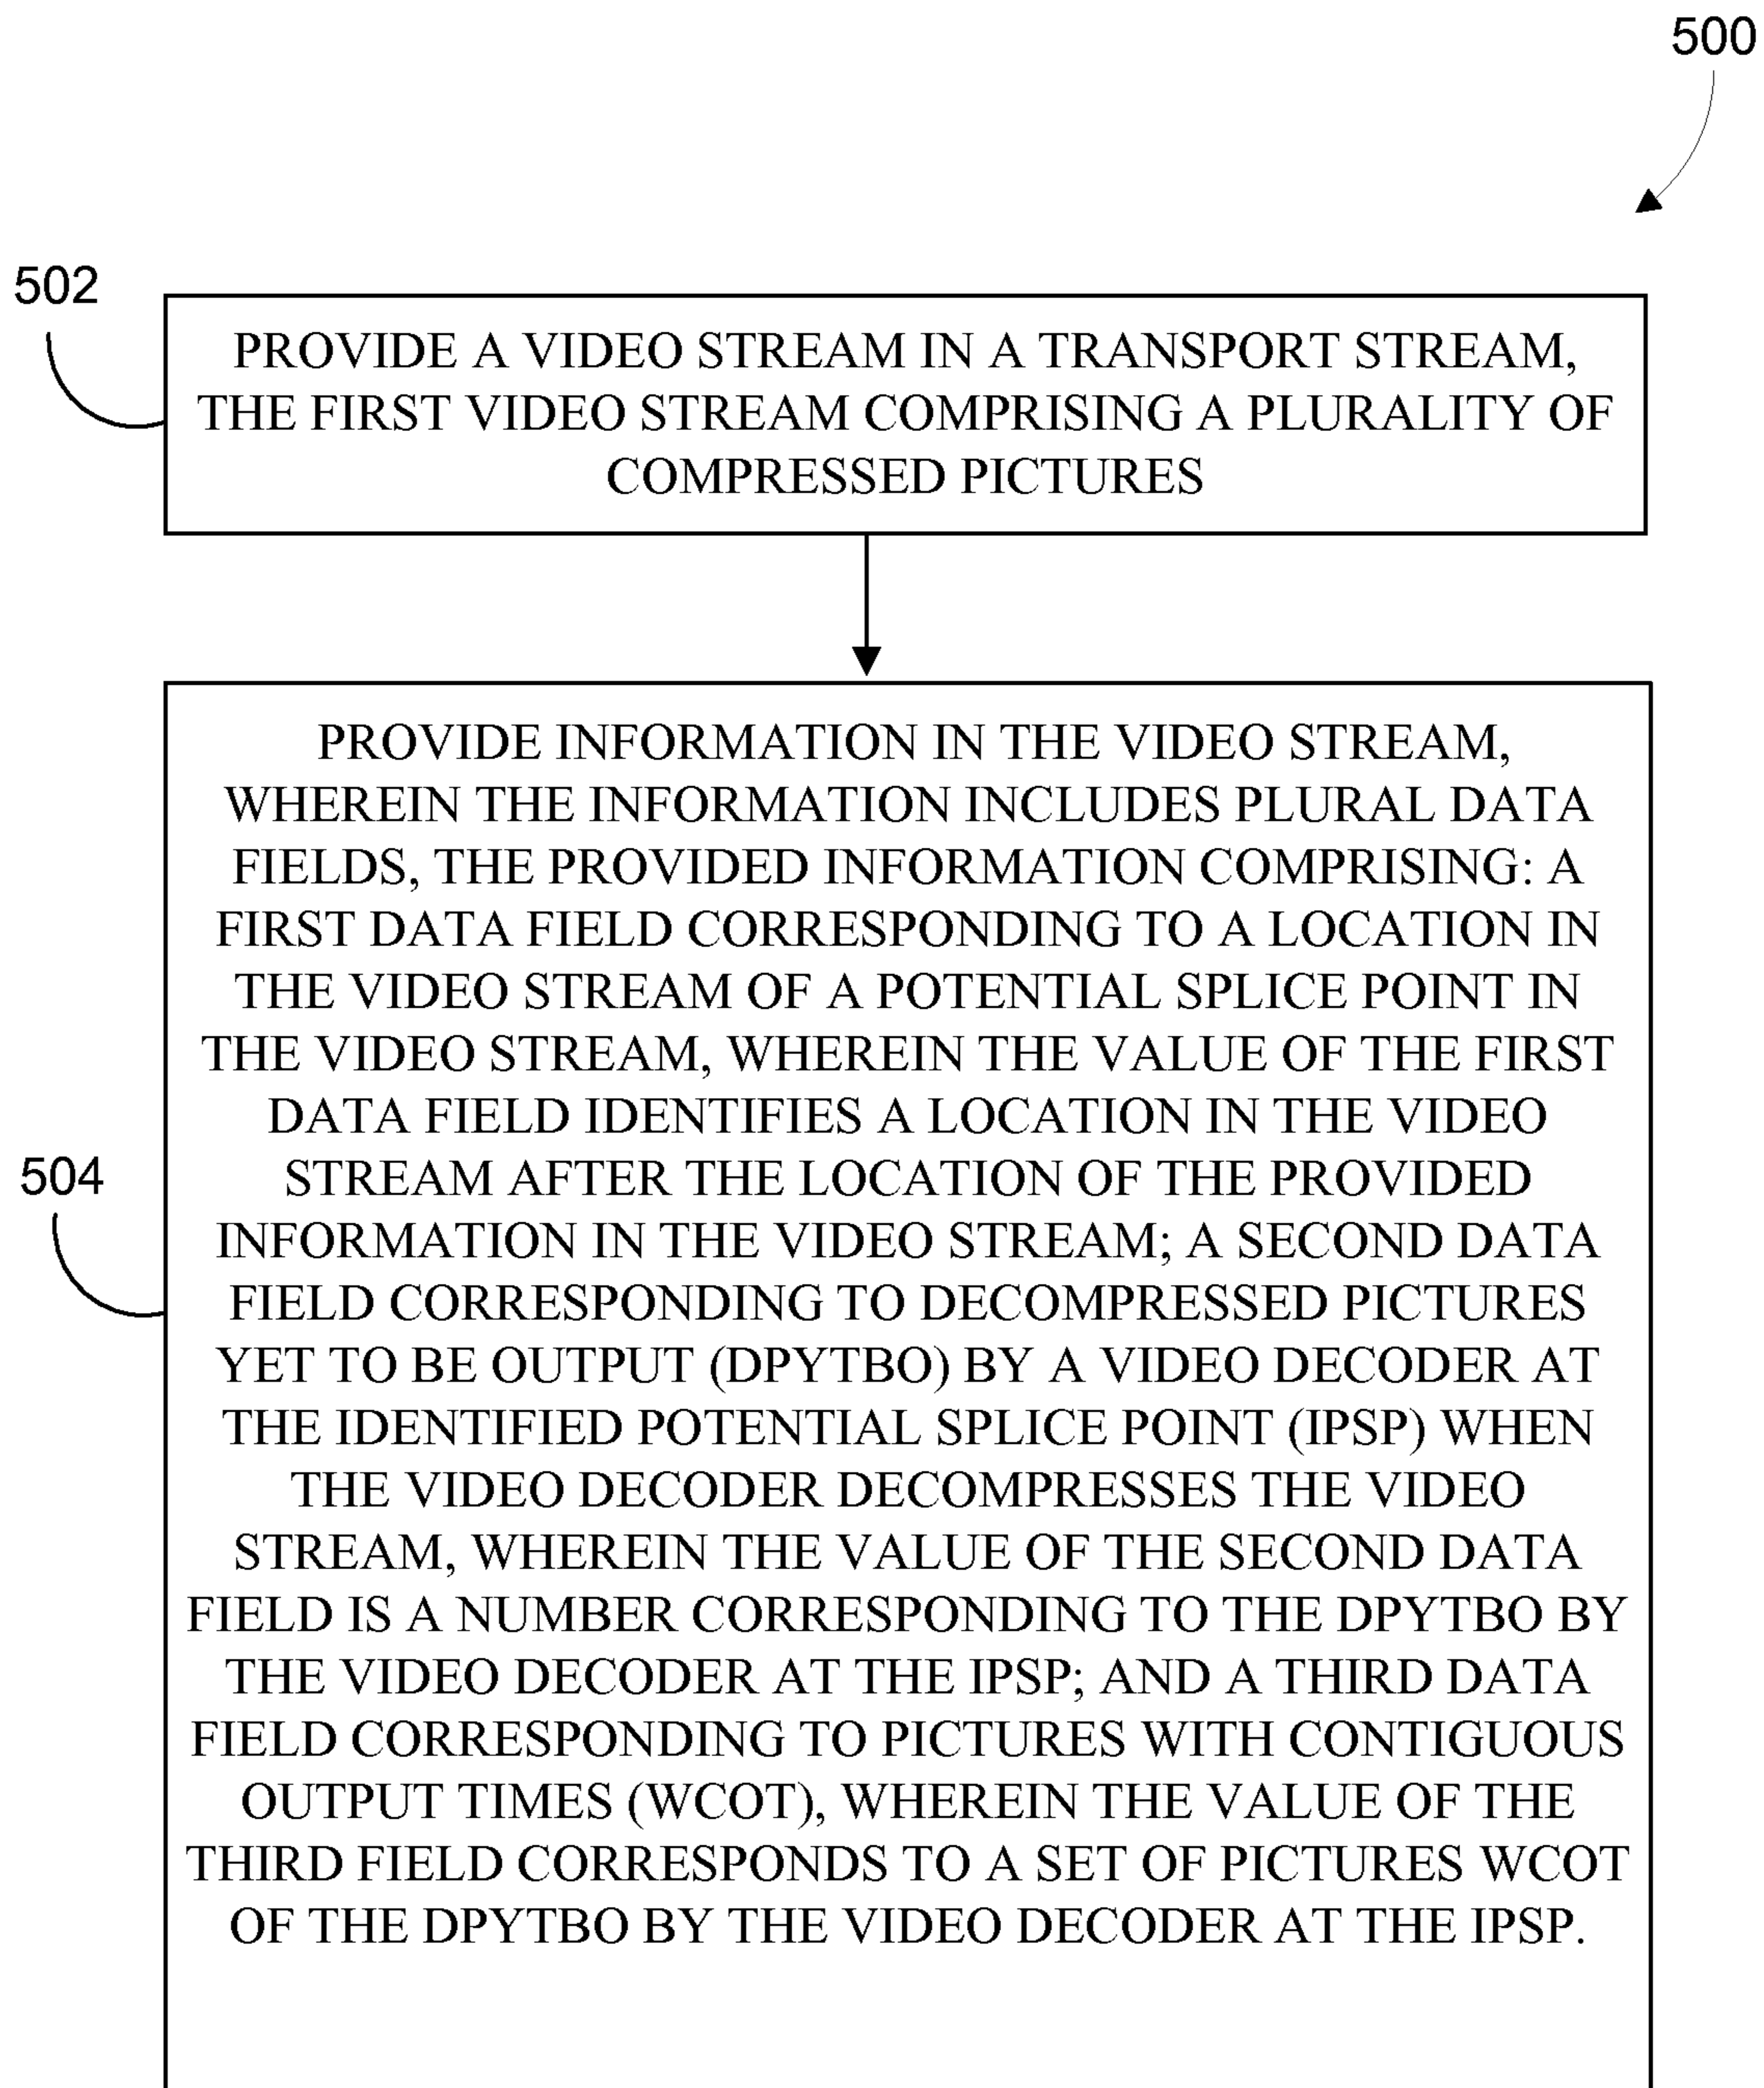 500
502
PROVIDE A VIDEO STREAM IN A TRANSPORT STREAM,
THE FIRST VIDEO STREAM COMPRISING A PLURALITY OF
COMPRESSED PICTURES
504
PROVIDE INFORMATION IN THE VIDEO STREAM,
WHEREIN THE INFORMATION INCLUDES PLURAL DATA
FIELDS, THE PROVIDED INFORMATION COMPRISING: A
FIRST DATA FIELD CORRESPONDING TO A LOCATION IN
THE VIDEO STREAM OF A POTENTIAL SPLICE POINT IN
THE VIDEO STREAM, WHEREIN THE VALUE OF THE FIRST
DATA FIELD IDENTIFIES A LOCATION IN THE VIDEO
STREAM AFTER THE LOCATION OF THE PROVIDED
INFORMATION IN THE VIDEO STREAM; A SECOND DATA
FIELD CORRESPONDING TO DECOMPRESSED PICTURES
YET TO BE OUTPUT (DPYTBO) BY A VIDEO DECODER AT
THE IDENTIFIED POTENTIAL SPLICE POINT (IPSP) WHEN
THE VIDEO DECODER DECOMPRESSES THE VIDEO
STREAM, WHEREIN THE VALUE OF THE SECOND DATA
FIELD IS A NUMBER CORRESPONDING TO THE DPYTBO BY
THE VIDEO DECODER AT THE IPSP; AND A THIRD DATA
FIELD CORRESPONDING TO PICTURES WITH CONTIGUOUS
OUTPUT TIMES (WCOT), WHEREIN THE VALUE OF THE
THIRD FIELD CORRESPONDS TO A SET OF PICTURES WCOT
OF THE DPYTBO BY THE VIDEO DECODER AT THE IPSP.